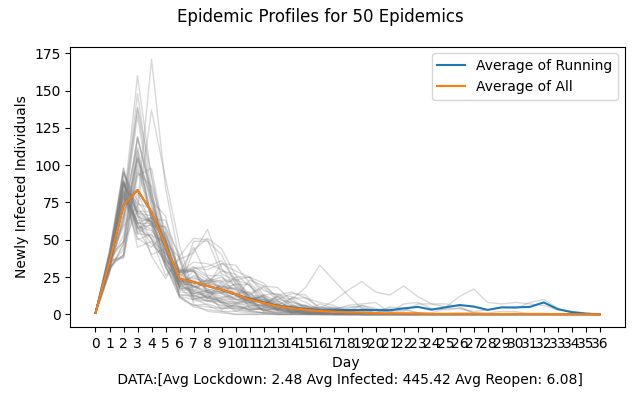 Epidemic Profiles for 50 Epidemics
175
150
125
100
75
50
25
0
Newly Infected Individuals
Average of Running
Average of All
0 1 2 3 4 5 6 7 8 9 10 11 12 13 14 15 16 17 18 19 20 21 22 23 24 25 26 27 28 29 30 31 32 33 34 35 36
Day
DATA:[Avg Lockdown: 2.48 Avg Infected: 445.42 Avg Reopen: 6.08]